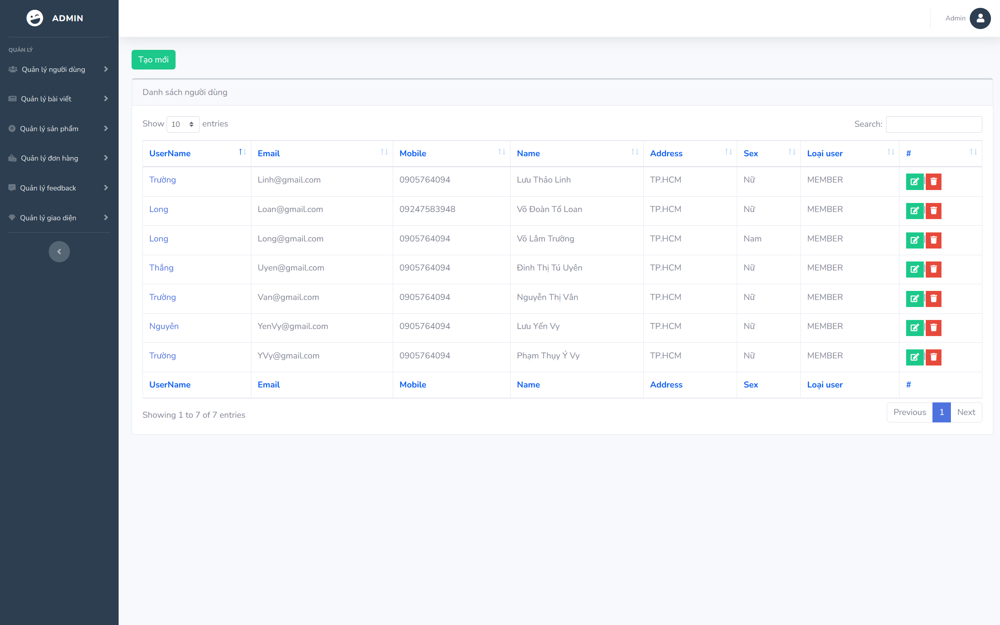 ADMIN
Admin
QUẢN LÝ
Quản lý người dùng
Quản lý bài viết
Quản lý sản phẩm
Quản lý đơn hàng
Quản lý feedback
Quản lý giao diện
Tạo mới
Danh sách người dùng
Show 10 entries
Search:
UserName Email Mobile Name Address Sex Loại user #
Trường Linh@gmail.com 0905764094 Lưu Thảo Linh TP.HCM Nữ MEMBER |
Long Loan@gmail.com 09247583948 Võ Đoàn Tố Loan TP.HCM Nữ MEMBER |
Long Long@gmail.com 0905764094 Võ Lâm Trường TP.HCM Nam MEMBER |
Thắng Uyen@gmail.com 0905764094 Đinh Thị Tú Uyên TP.HCM Nữ MEMBER |
Trường Van@gmail.com 0905764094 Nguyễn Thị Vân TP.HCM Nữ MEMBER |
Nguyên YenVy@gmail.com 0905764094 Lưu Yến Vy TP.HCM Nữ MEMBER |
Trường YVy@gmail.com 0905764094 Phạm Thụy Ý Vy TP.HCM Nữ MEMBER |
UserName Email Mobile Name Address Sex Loại user #
Showing 1 to 7 of 7 entries
Previous 1 Next